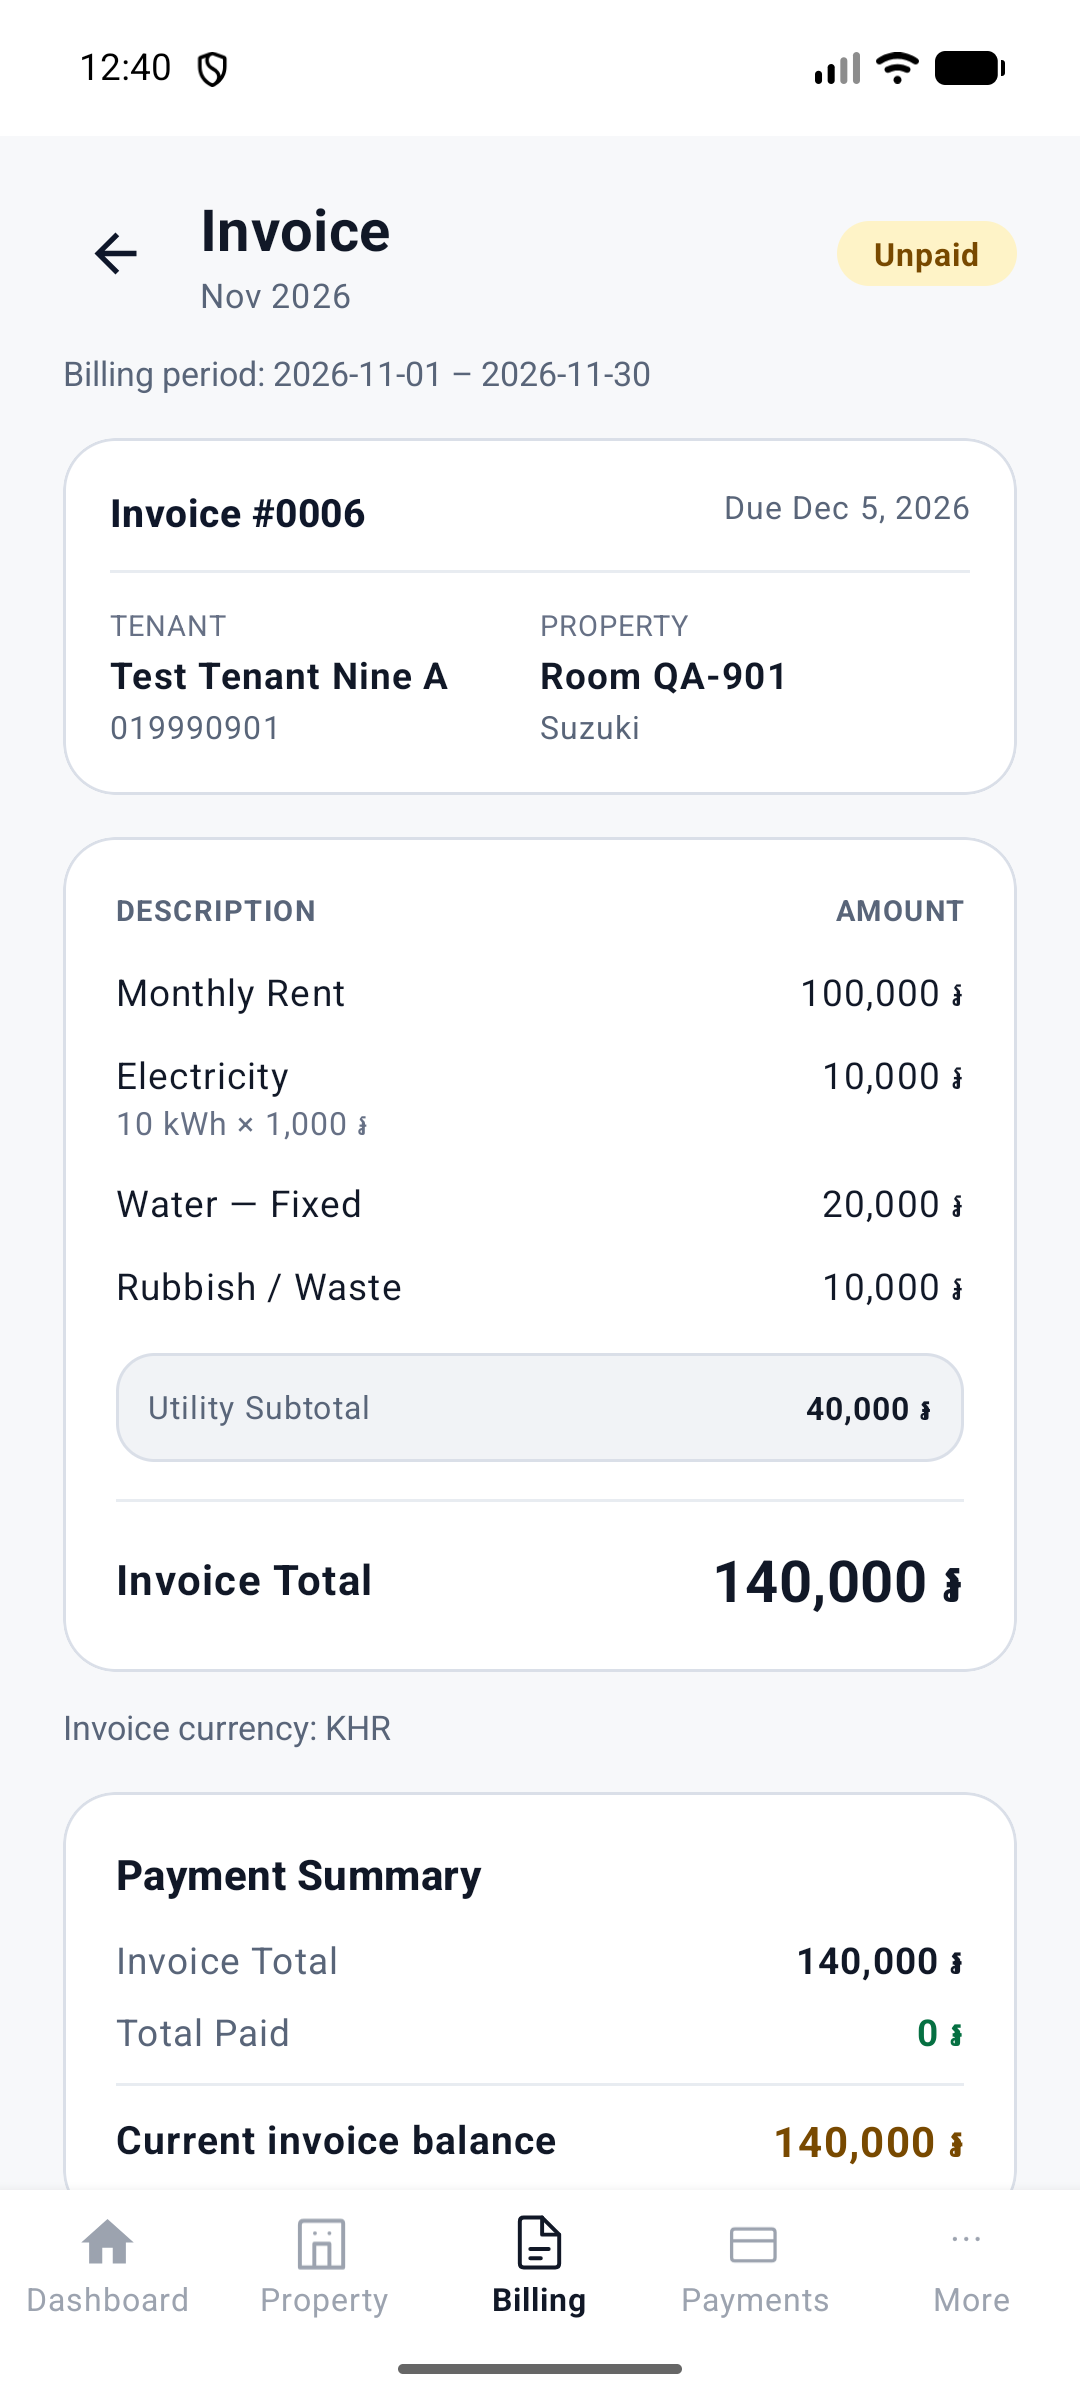 12:40
Invoice
Nov 2026
Unpaid
Billing period: 2026-11-01 – 2026-11-30
Invoice #0006
Due Dec 5, 2026
TENANT
PROPERTY
Test Tenant Nine A
Room QA-901
019990901
Suzuki
DESCRIPTION
AMOUNT
Monthly Rent
100,000 ៛
Electricity
10,000 ៛
10 kWh × 1,000 ៛
Water — Fixed
20,000 ៛
Rubbish / Waste
10,000 ៛
Utility Subtotal
40,000 ៛
Invoice Total
140,000 ៛
Invoice currency: KHR
Payment Summary
Invoice Total
140,000 ៛
Total Paid
0 ៛
Current invoice balance
140,000 ៛
Dashboard
Property
Billing
Payments
More